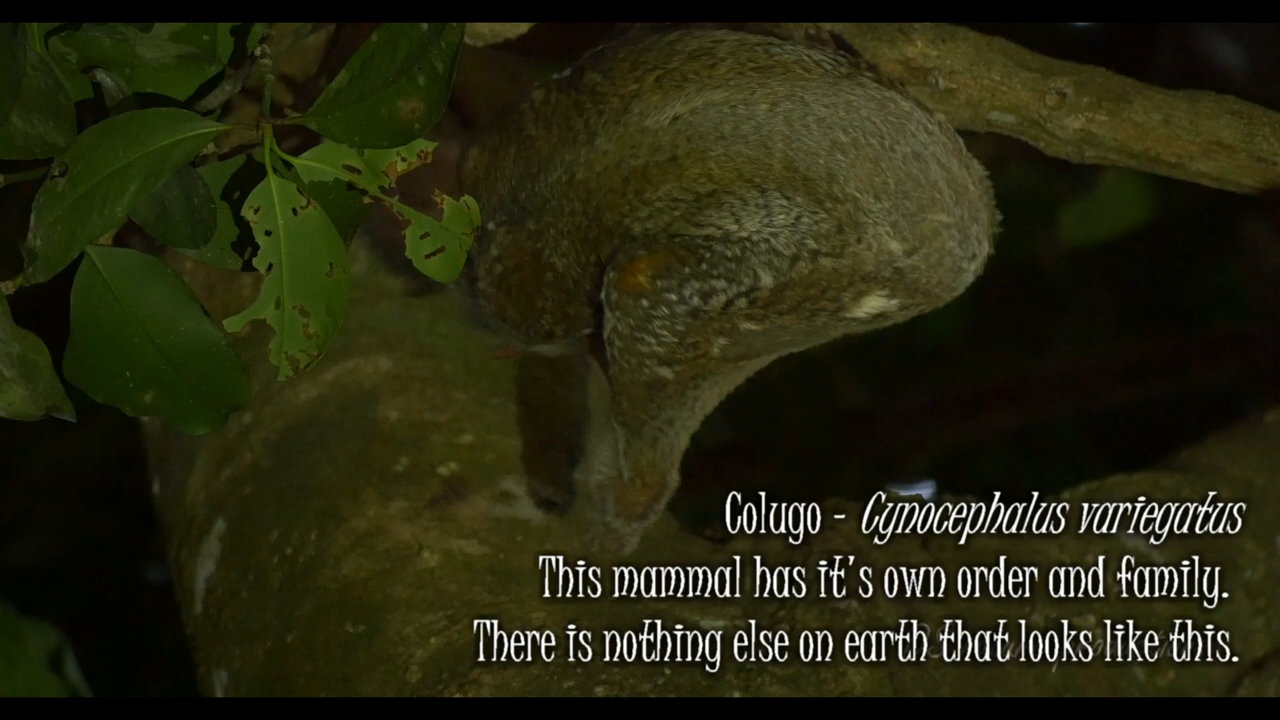 Colugo - Cynocephalus variegatus
This mammal has it's own order and family.
There is nothing else on earth that looks like this.